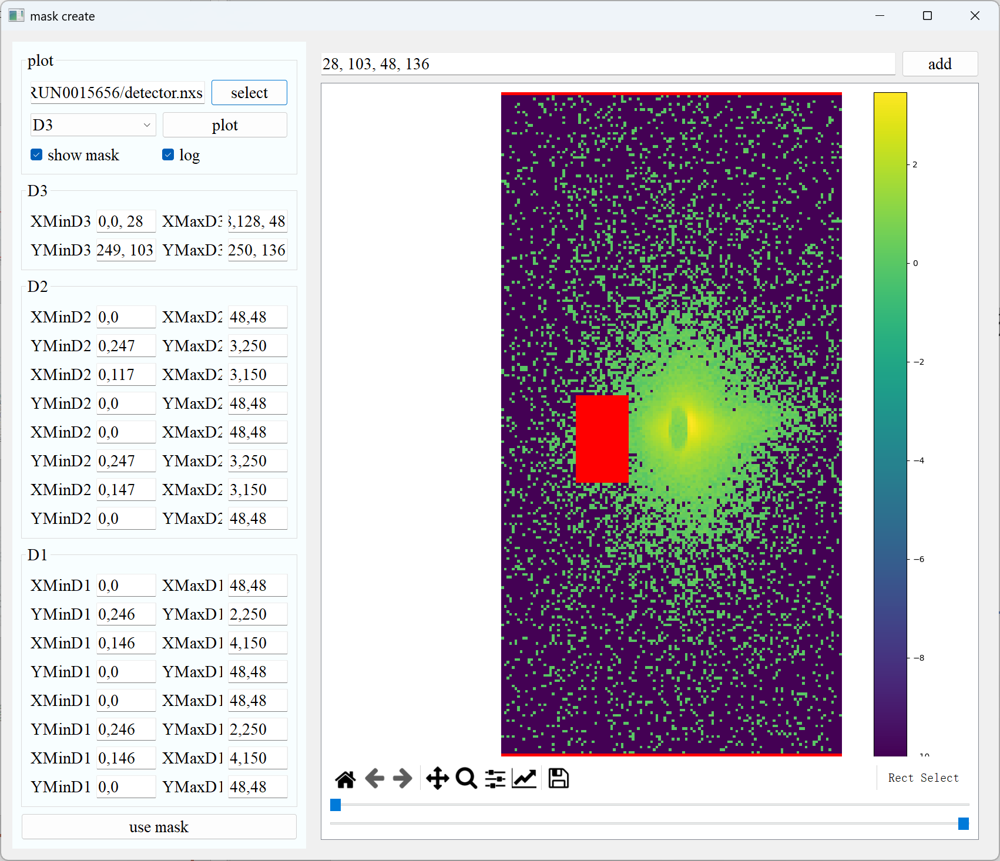 mask create
plot
RUN0015656/detector.nxs select
D3 plot
show mask log
D3
XMinD3 0,0, 28 XMaxD3 ,128, 48
YMinD3 249, 103 YMaxD3 250, 136
D2
XMinD2 0,0 XMaxD2 48,48
YMinD2 0,247 YMaxD2 3,250
XMinD2 0,117 XMaxD2 3,150
YMinD2 0,0 YMaxD2 48,48
XMinD2 0,0 XMaxD2 48,48
YMinD2 0,247 YMaxD2 3,250
XMinD2 0,147 XMaxD2 3,150
YMinD2 0,0 YMaxD2 48,48
D1
XMinD1 0,0 XMaxD1 48,48
YMinD1 0,246 YMaxD1 2,250
XMinD1 0,146 XMaxD1 4,150
YMinD1 0,0 YMaxD1 48,48
XMinD1 0,0 XMaxD1 48,48
YMinD1 0,246 YMaxD1 2,250
XMinD1 0,146 XMaxD1 4,150
YMinD1 0,0 YMaxD1 48,48
use mask
28, 103, 48, 136 add
2
0
−2
−4
−6
−8
Rect Select